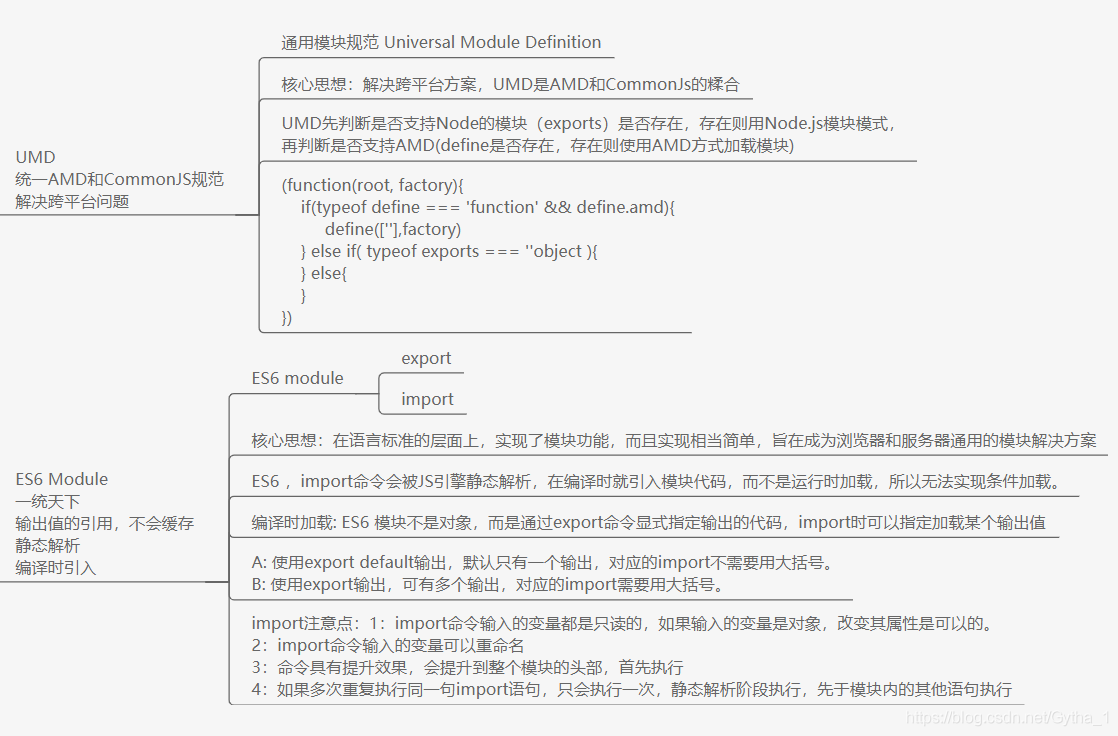 通用模块规范 Universal Module Definition
核心思想：解决跨平台方案，UMD是AMD和CommonJs的糅合
UMD先判断是否支持Node的模块（exports）是否存在，存在则用Node.js模块模式，
再判断是否支持AMD(define是否存在，存在则使用AMD方式加载模块)
UMD
统一AMD和CommonJS规范
解决跨平台问题
(function(root, factory){
if(typeof define === 'function' && define.amd){
define([''],factory)
} else if( typeof exports === ''object ){
} else{
}
})
ES6 module
export
import
核心思想：在语言标准的层面上，实现了模块功能，而且实现相当简单，旨在成为浏览器和服务器通用的模块解决方案
ES6 ，import命令会被JS引擎静态解析，在编译时就引入模块代码，而不是运行时加载，所以无法实现条件加载。
ES6 Module
一统天下
输出值的引用，不会缓存
静态解析
编译时引入
编译时加载: ES6 模块不是对象，而是通过export命令显式指定输出的代码，import时可以指定加载某个输出值
A: 使用export default输出，默认只有一个输出，对应的import不需要用大括号。
B: 使用export输出，可有多个输出，对应的import需要用大括号。
import注意点：1：import命令输入的变量都是只读的，如果输入的变量是对象，改变其属性是可以的。
2：import命令输入的变量可以重命名
3：命令具有提升效果，会提升到整个模块的头部，首先执行
4：如果多次重复执行同一句import语句，只会执行一次，静态解析阶段执行，先于模块内的其他语句执行
https://blog.csdn.net/Gytha_1